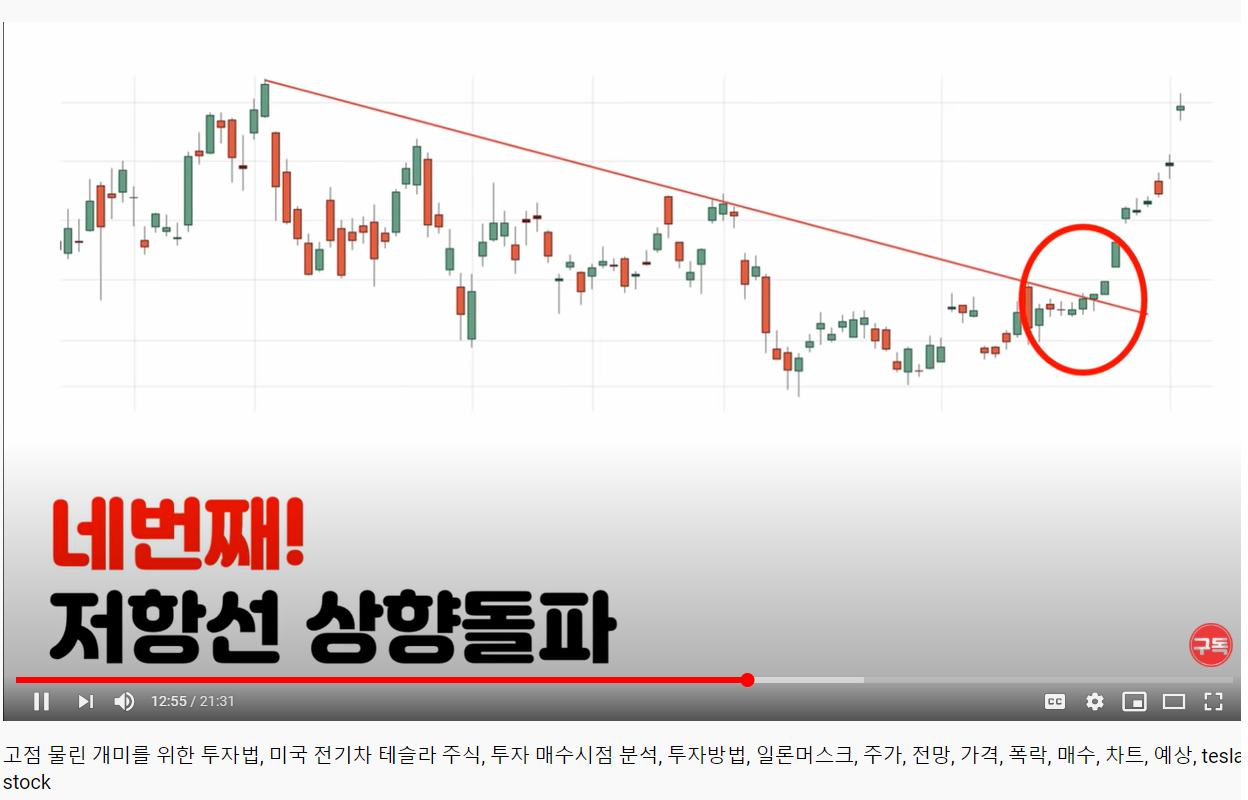 네번째!
저항선 상향돌파
구독
12:55 / 21:31
CC
고점 물린 개미를 위한 투자법, 미국 전기차 테슬라 주식, 투자 매수시점 분석, 투자방법, 일론머스크, 주가, 전망, 가격, 폭락, 매수, 차트, 예상, tesla
stock